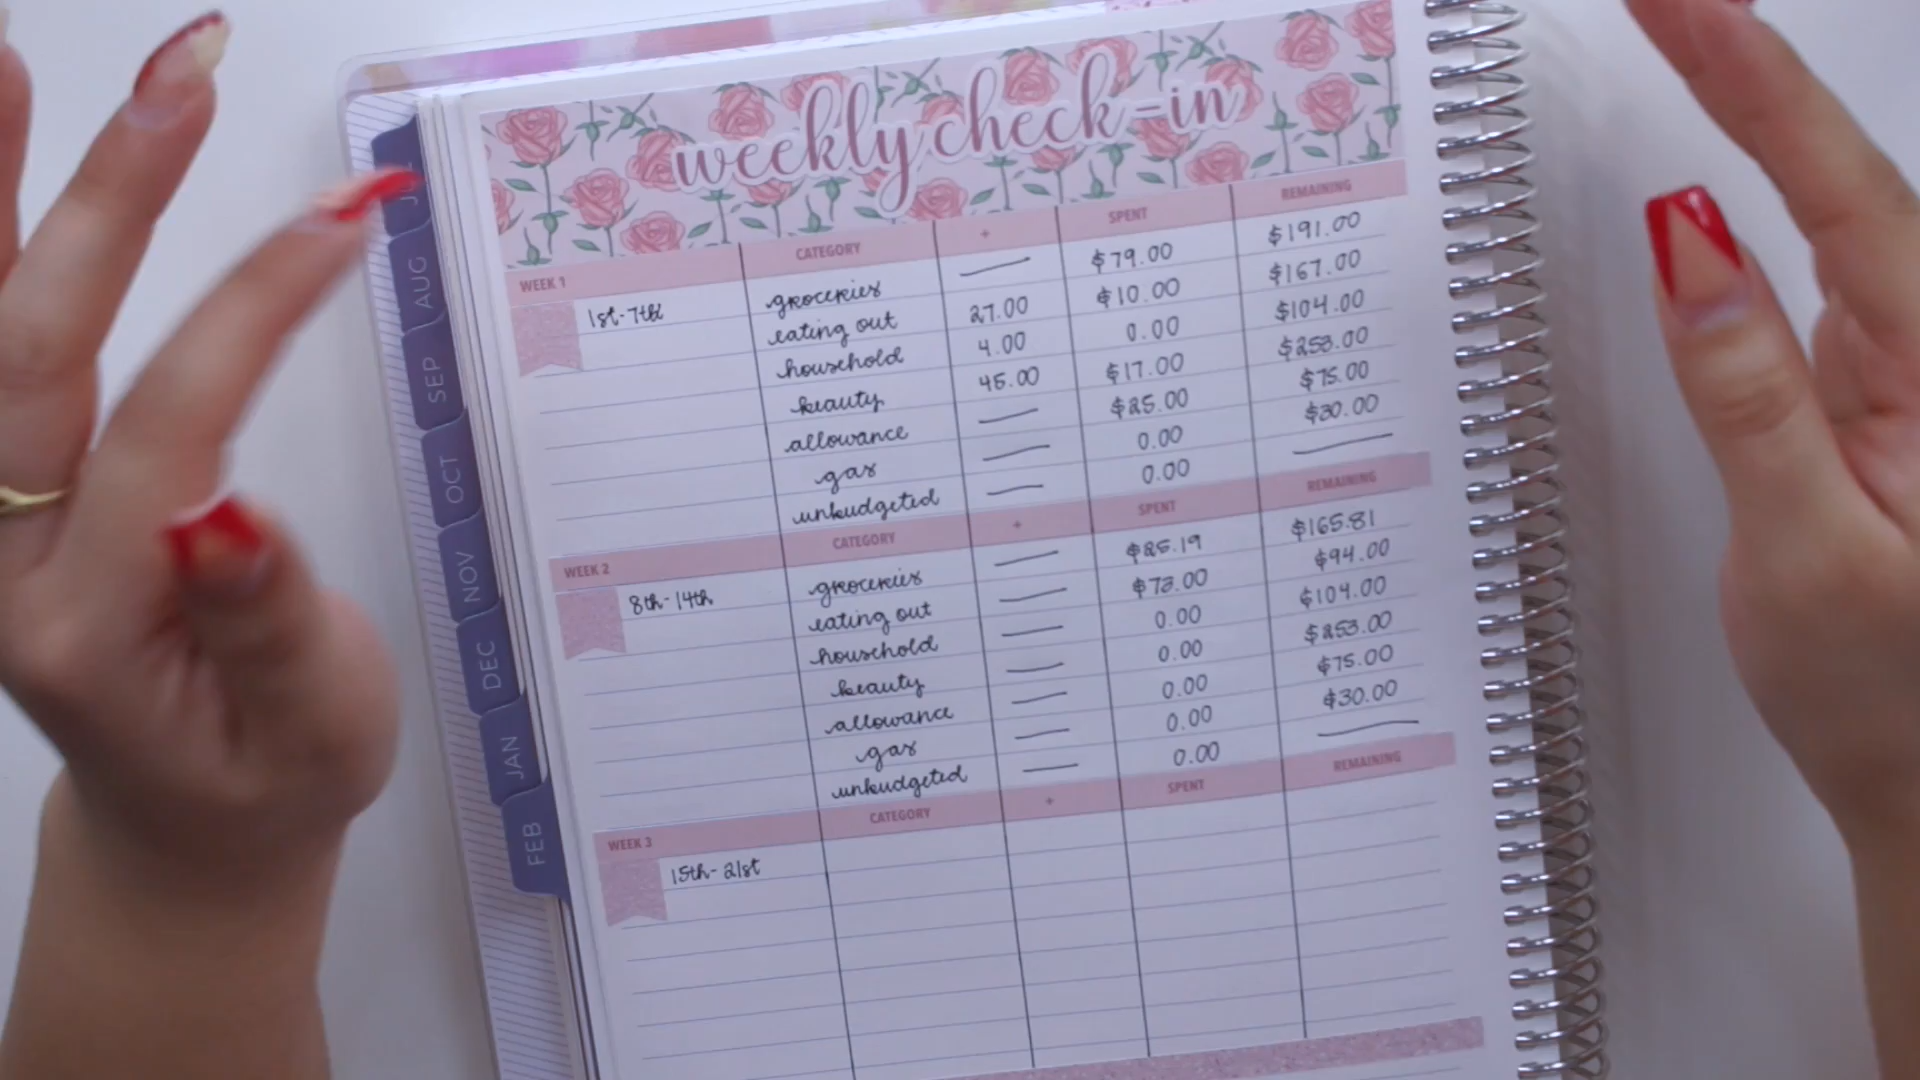 weekly check-in
WEEK 1 CATEGORY + SPENT REMAINING
1st-7th groceries — $79.00 $191.00
eating out 27.00 $10.00 $167.00
household 4.00 0.00 $104.00
beauty 45.00 $17.00 $253.00
allowance — $25.00 $75.00
gas — 0.00 $30.00
unbudgeted — 0.00 —
WEEK 2 CATEGORY + SPENT REMAINING
8th-14th groceries — $25.19 $165.81
eating out — $73.00 $94.00
household — 0.00 $104.00
beauty — 0.00 $253.00
allowance — 0.00 $75.00
gas — 0.00 $30.00
unbudgeted — 0.00 —
WEEK 3 CATEGORY + SPENT REMAINING
15th-21st
AUG
SEP
OCT
NOV
DEC
JAN
FEB